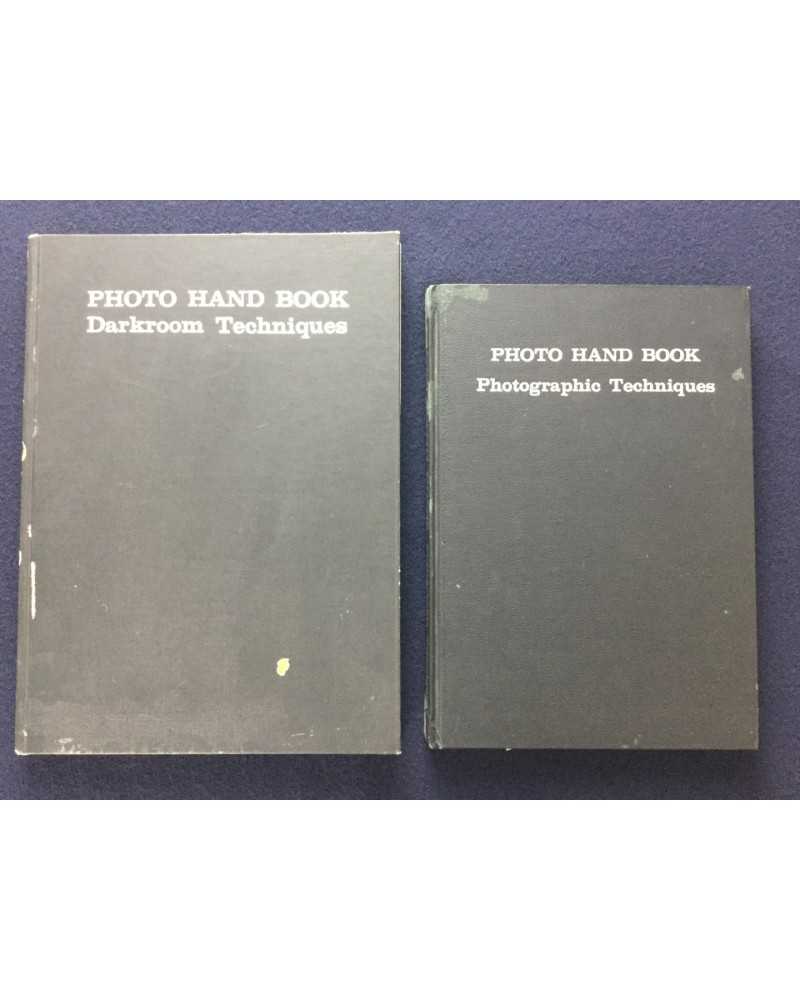 PHOTO HAND BOOK
Darkroom Techniques
PHOTO HAND BOOK
Photographic Techniques